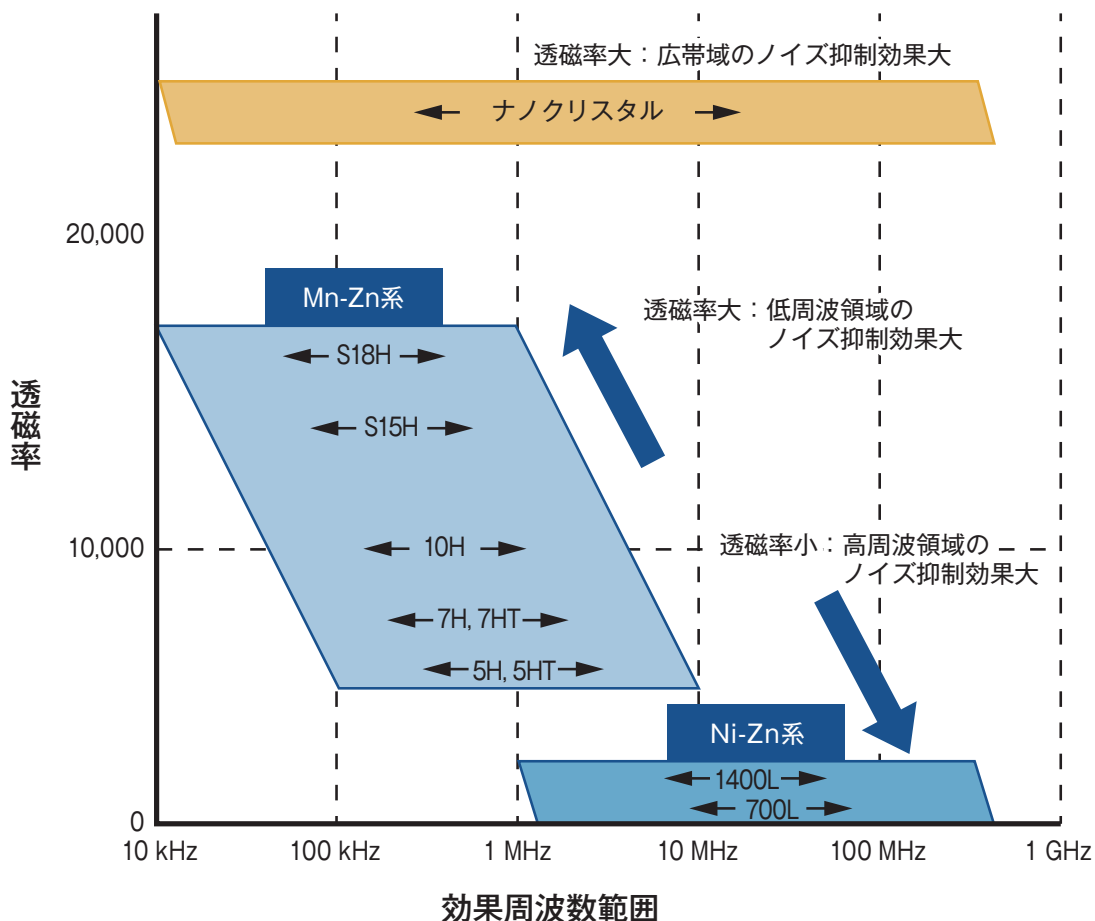 透磁率大：広帯域のノイズ抑制効果大
ナノクリスタル
20,000
Mn-Zn系
透磁率大：低周波領域の
ノイズ抑制効果大
S18H
透磁率
S15H
10,000
10H
透磁率小：高周波領域の
ノイズ抑制効果大
7H, 7HT
5H, 5HT
Ni-Zn系
1400L
700L
0
10 kHz 100 kHz 1 MHz 10 MHz 100 MHz 1 GHz
効果周波数範囲